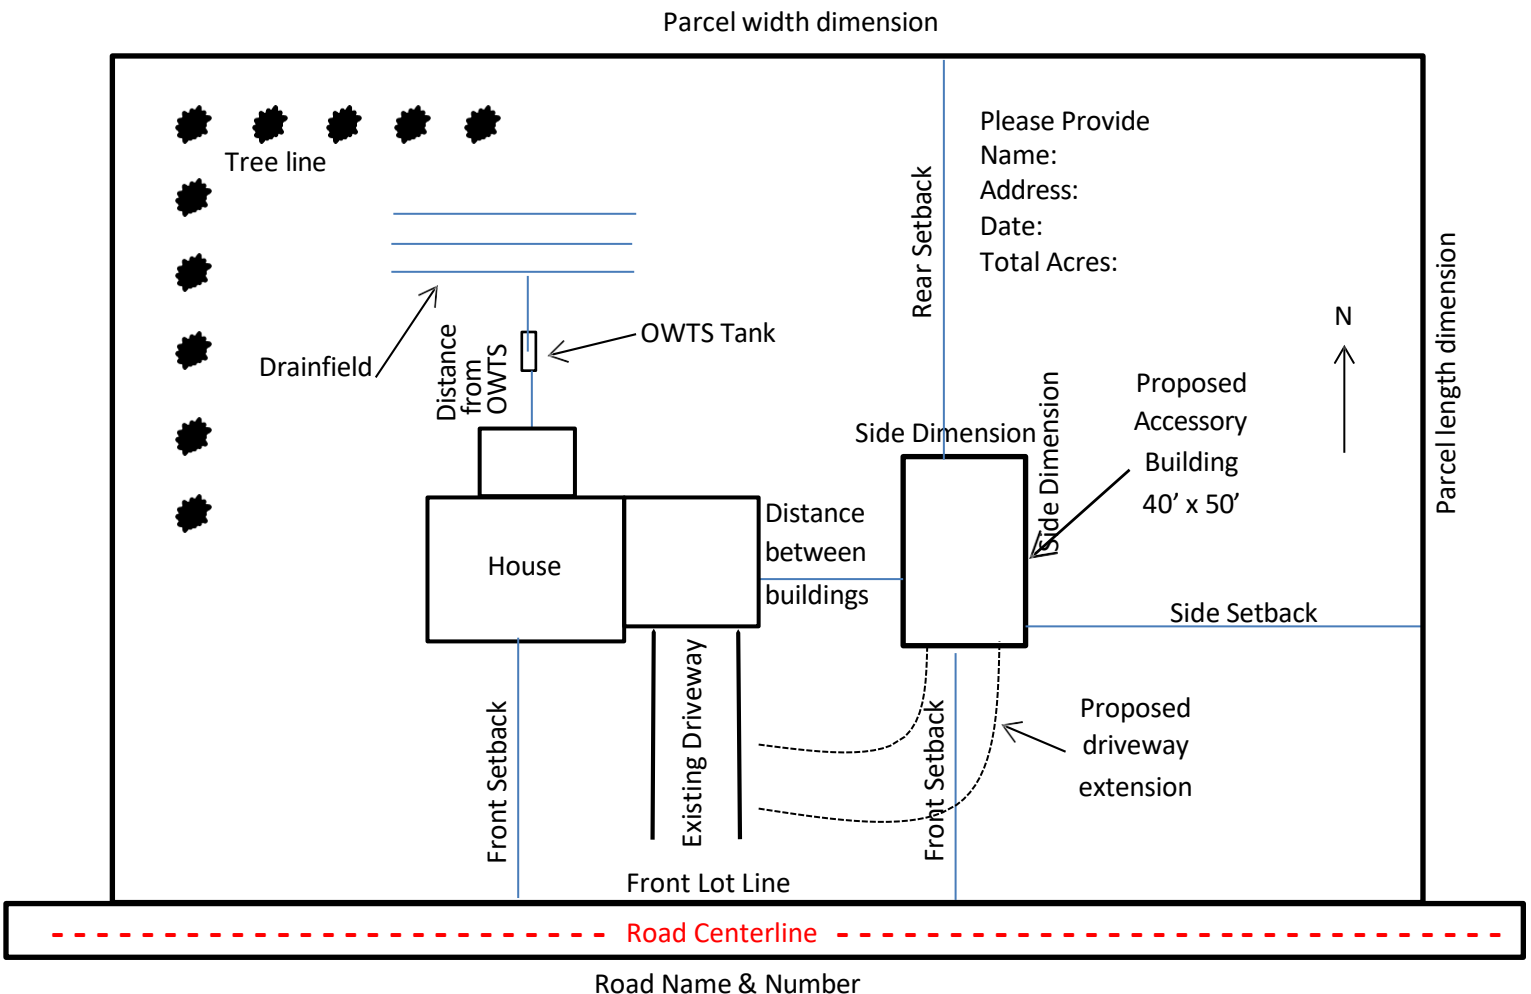 Parcel width dimension
Please Provide
Name:
Address:
Date:
Total Acres:
Tree line
Rear Setback
N
Parcel length dimension
OWTS Tank
Drainfield
Distance
from
OWTS
Side Dimension
Side Dimension
Proposed
Accessory
Building
40’ x 50’
House
Distance
between
buildings
Side Setback
Existing Driveway
Front Setback
Front Setback
Proposed
driveway
extension
Front Lot Line
Road Centerline
Road Name & Number